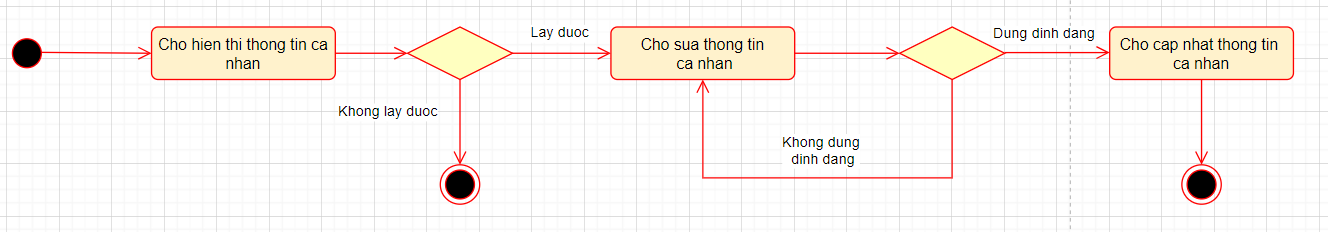 Cho hien thi thong tin ca
nhan
Lay duoc
Khong lay duoc
Cho sua thong tin
ca nhan
Khong dung
dinh dang
Dung dinh dang
Cho cap nhat thong tin
ca nhan